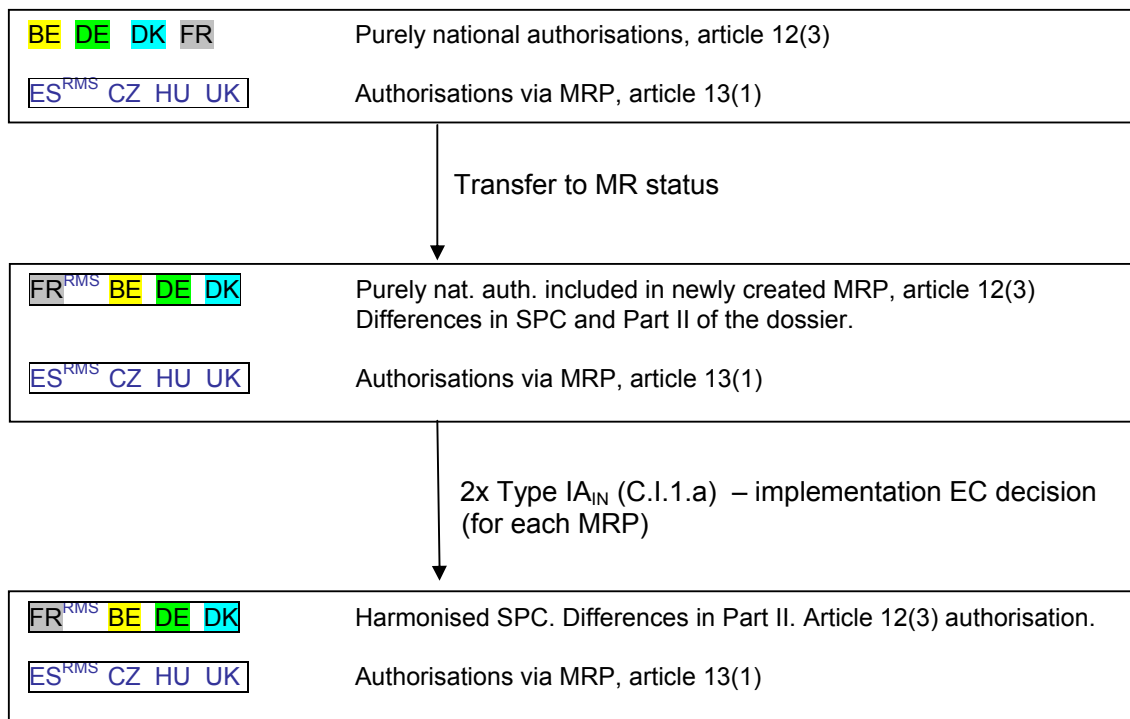 BE DE DK FR Purely national authorisations, article 12(3)
ES RMS CZ HU UK Authorisations via MRP, article 13(1)
Transfer to MR status
FR RMS BE DE DK Purely nat. auth. included in newly created MRP, article 12(3)
Differences in SPC and Part II of the dossier.
ES RMS CZ HU UK Authorisations via MRP, article 13(1)
2x Type IAIN (C.I.1.a) – implementation EC decision
(for each MRP)
FR RMS BE DE DK Harmonised SPC. Differences in Part II. Article 12(3) authorisation.
ES RMS CZ HU UK Authorisations via MRP, article 13(1)